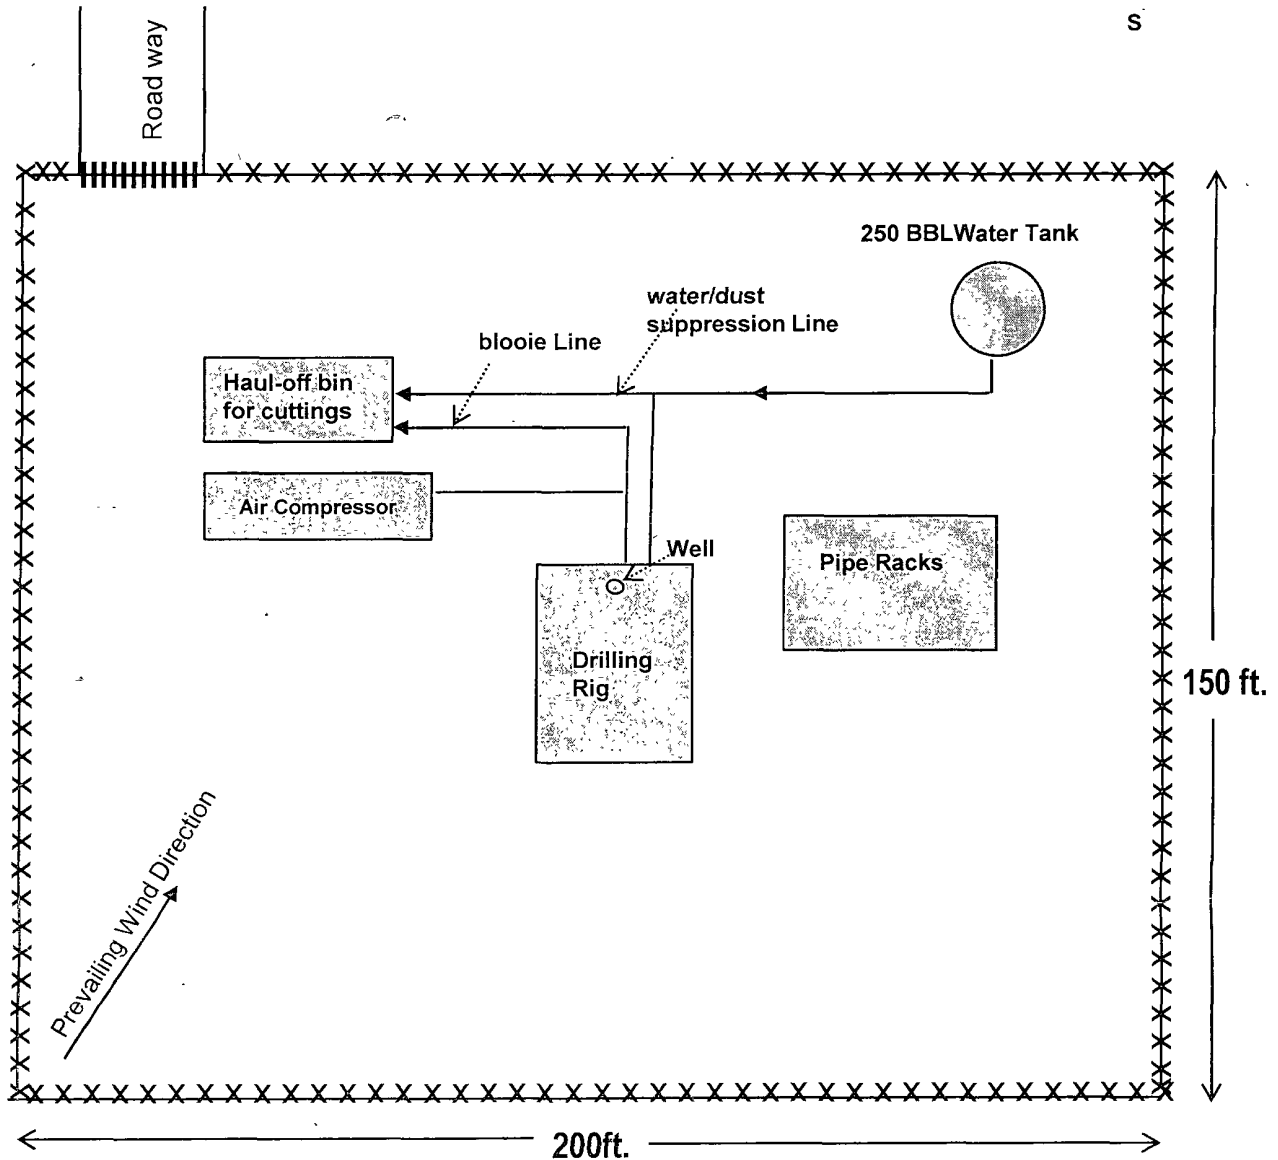 S
Road way
250 BBLWater Tank
water/dust
suppression Line
blooie Line
Haul-off bin
for cuttings
Air Compressor
Well
Pipe Racks
Drilling
Rig
150 ft.
Prevailing Wind Direction
200ft.